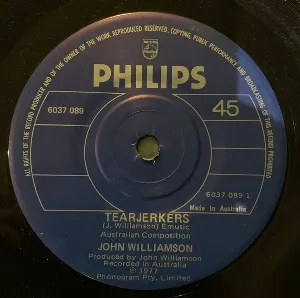 ALL RIGHTS OF THE RECORD PRODUCER AND OF THE OWNER OF THE WORK REPRODUCED RESERVED. COPYING, PUBLIC PERFORMANCE AND BROADCASTING OF THIS RECORD PROHIBITED
PHILIPS
PHILIPS
6037 089
45
6037 089 1
Made in Australia
TEARJERKERS
(J. Williamson) Emusic
Australian Composition
JOHN WILLIAMSON
Produced by John Williamson
Recorded in Australia
℗ 1977
Phonogram Pty. Limited